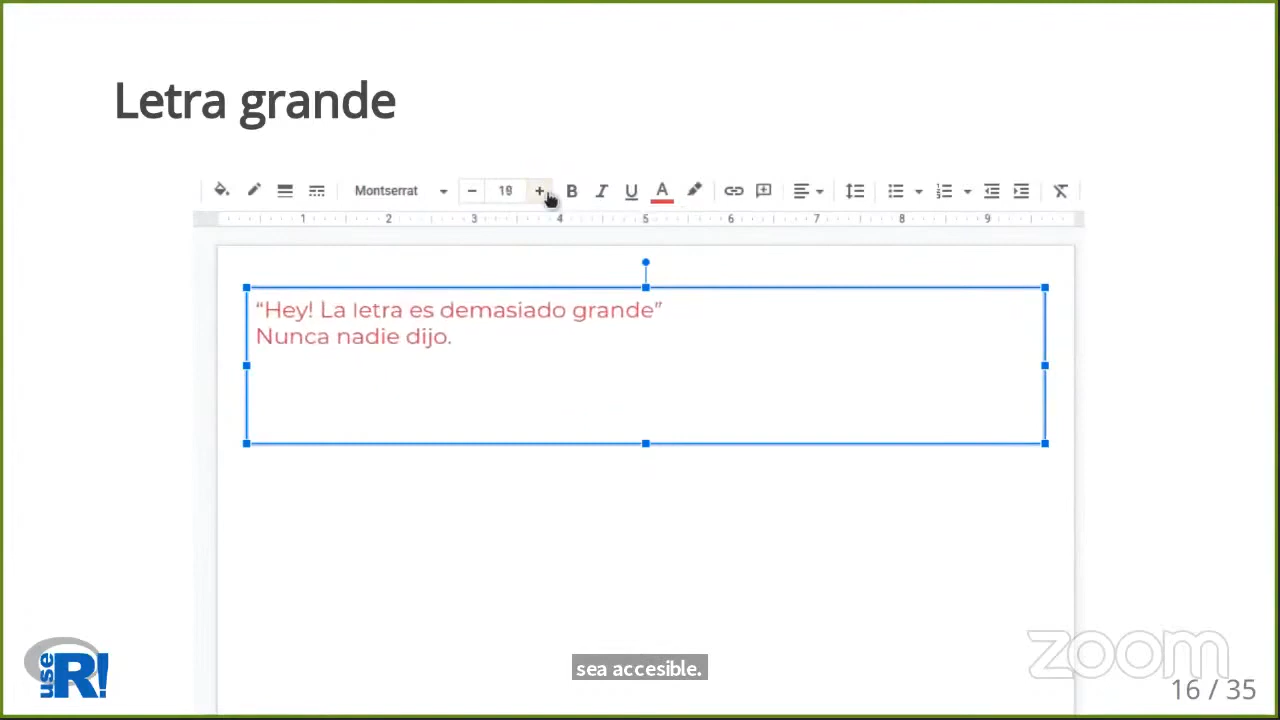 Letra grande
Montserrat
19
1 2 3 4 5 6 7 8 9
“Hey! La letra es demasiado grande”
Nunca nadie dijo.
sea accesible.
useR!
zoom
16 / 35